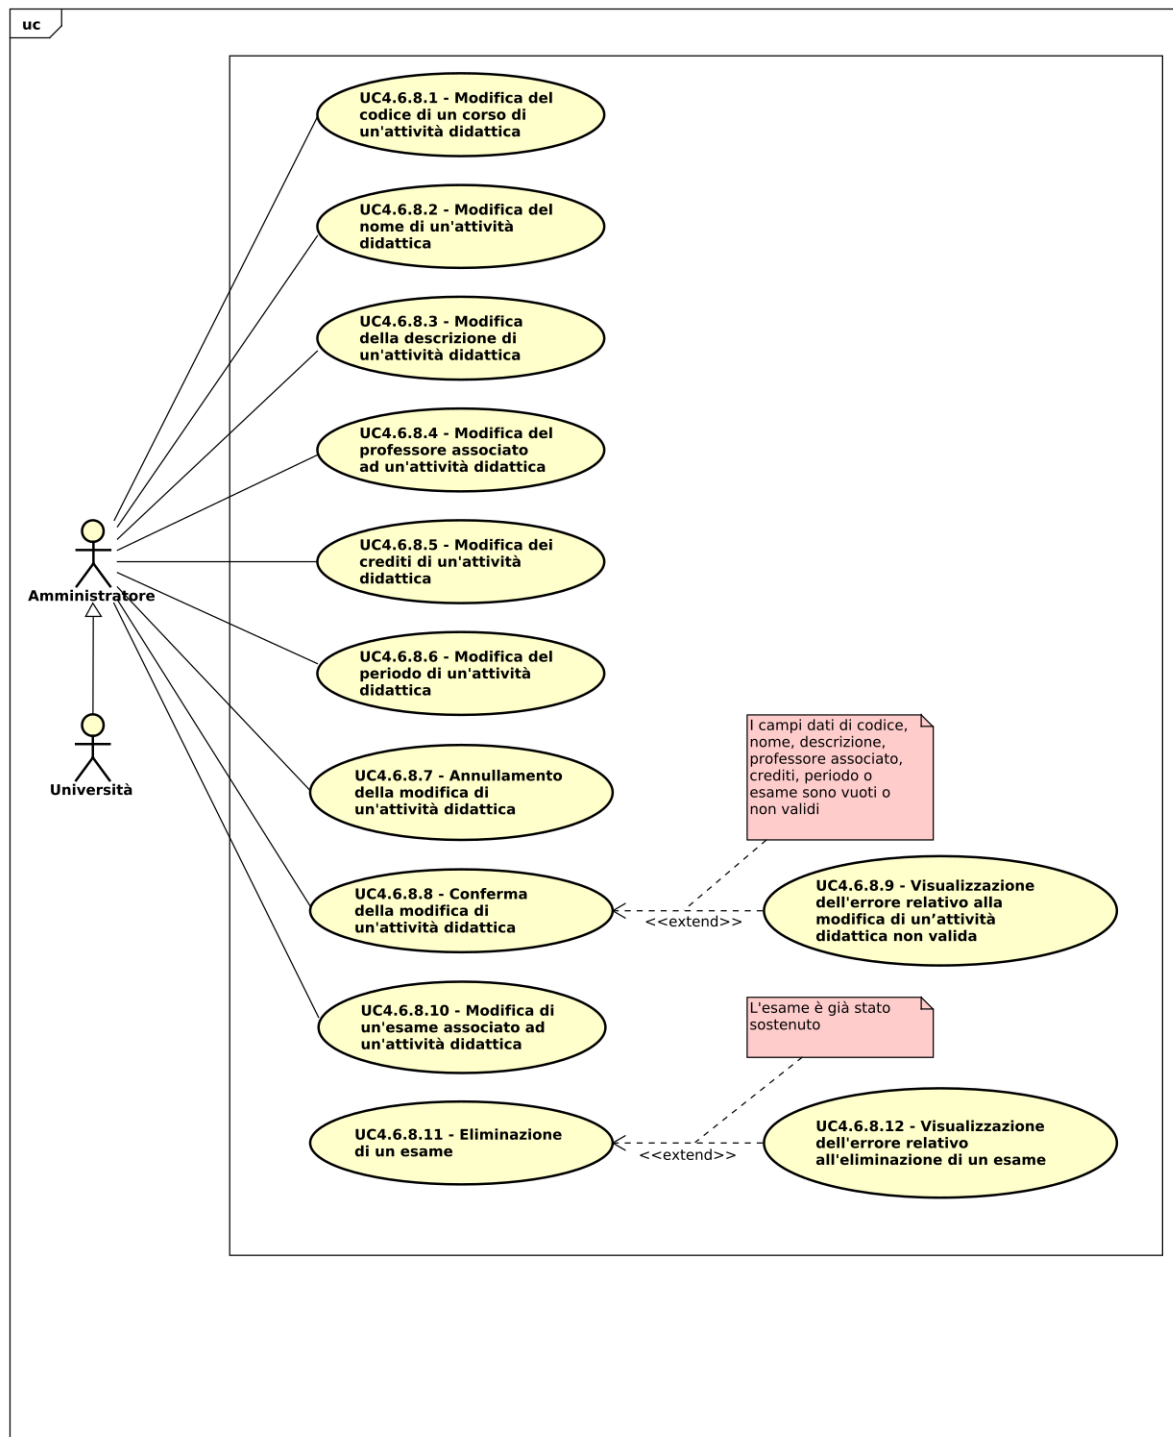 uc
UC4.6.8.1 - Modifica del
codice di un corso di
un'attività didattica
UC4.6.8.2 - Modifica del
nome di un'attività
didattica
UC4.6.8.3 - Modifica
della descrizione di
un'attività didattica
UC4.6.8.4 - Modifica del
professore associato
ad un'attività didattica
UC4.6.8.5 - Modifica dei
crediti di un'attività
didattica
Amministratore
UC4.6.8.6 - Modifica del
periodo di un'attività
didattica
Università
UC4.6.8.7 - Annullamento
della modifica di
un'attività didattica
I campi dati di codice,
nome, descrizione,
professore associato,
crediti, periodo o
esame sono vuoti o
non validi
UC4.6.8.8 - Conferma
della modifica di
un'attività didattica
<<extend>>
UC4.6.8.9 - Visualizzazione
dell'errore relativo alla
modifica di un’attività
didattica non valida
UC4.6.8.10 - Modifica di
un'esame associato ad
un'attività didattica
L'esame è già stato
sostenuto
UC4.6.8.11 - Eliminazione
di un esame
<<extend>>
UC4.6.8.12 - Visualizzazione
dell'errore relativo
all'eliminazione di un esame